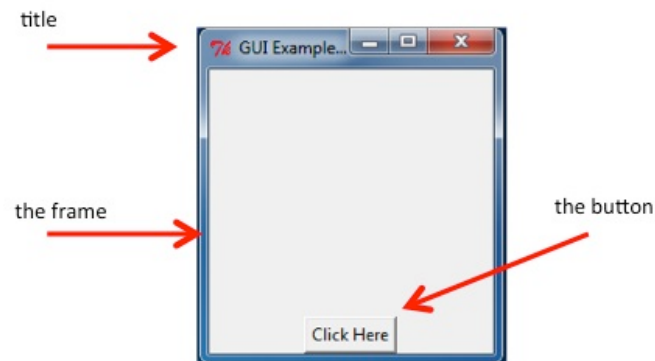 title
GUI Example...
the frame
the button
Click Here